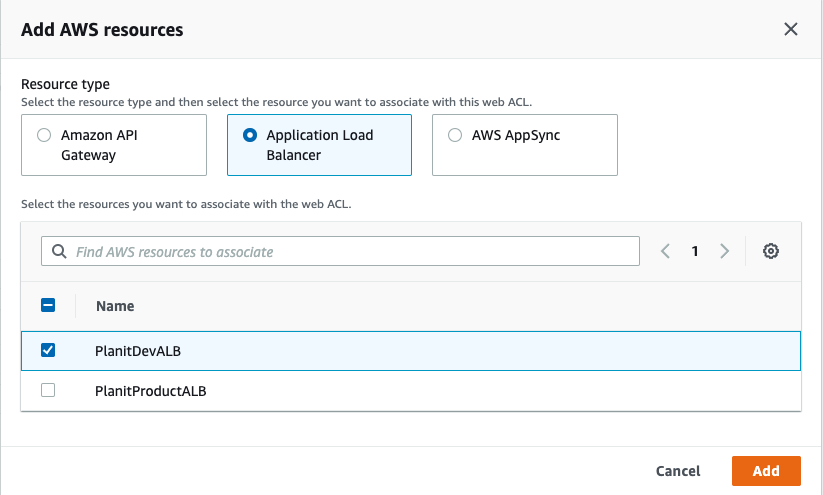 Add AWS resources
Resource type
Select the resource type and then select the resource you want to associate with this web ACL.
Amazon API
Gateway
Application Load
Balancer
AWS AppSync
Select the resources you want to associate with the web ACL.
Find AWS resources to associate
1
Name
PlanitDevALB
PlanitProductALB
Cancel
Add